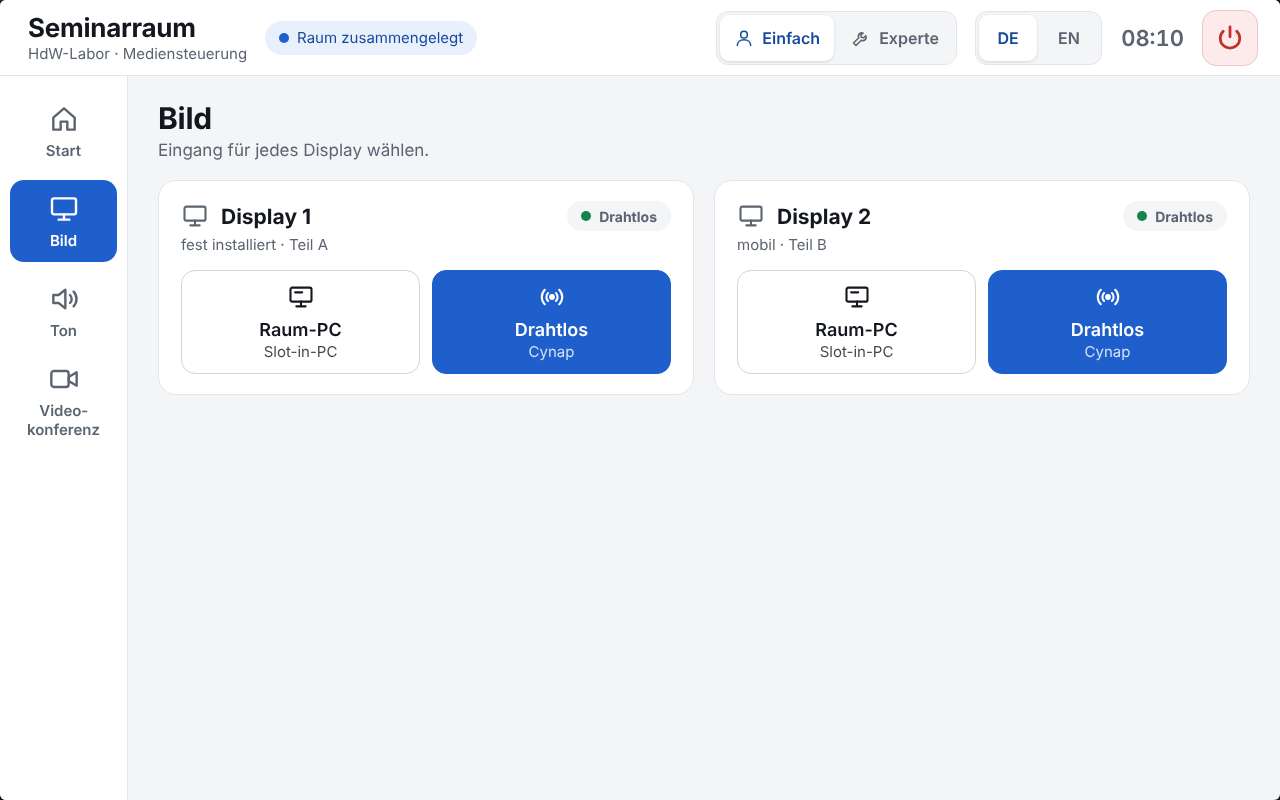 Seminarraum
HdW-Labor · Mediensteuerung
Raum zusammengelegt
Einfach
Experte
DE
EN
08:10
Start
Bild
Ton
Video-
konferenz
Bild
Eingang für jedes Display wählen.
Display 1
Drahtlos
fest installiert · Teil A
Raum-PC
Slot-in-PC
Drahtlos
Cynap
Display 2
Drahtlos
mobil · Teil B
Raum-PC
Slot-in-PC
Drahtlos
Cynap